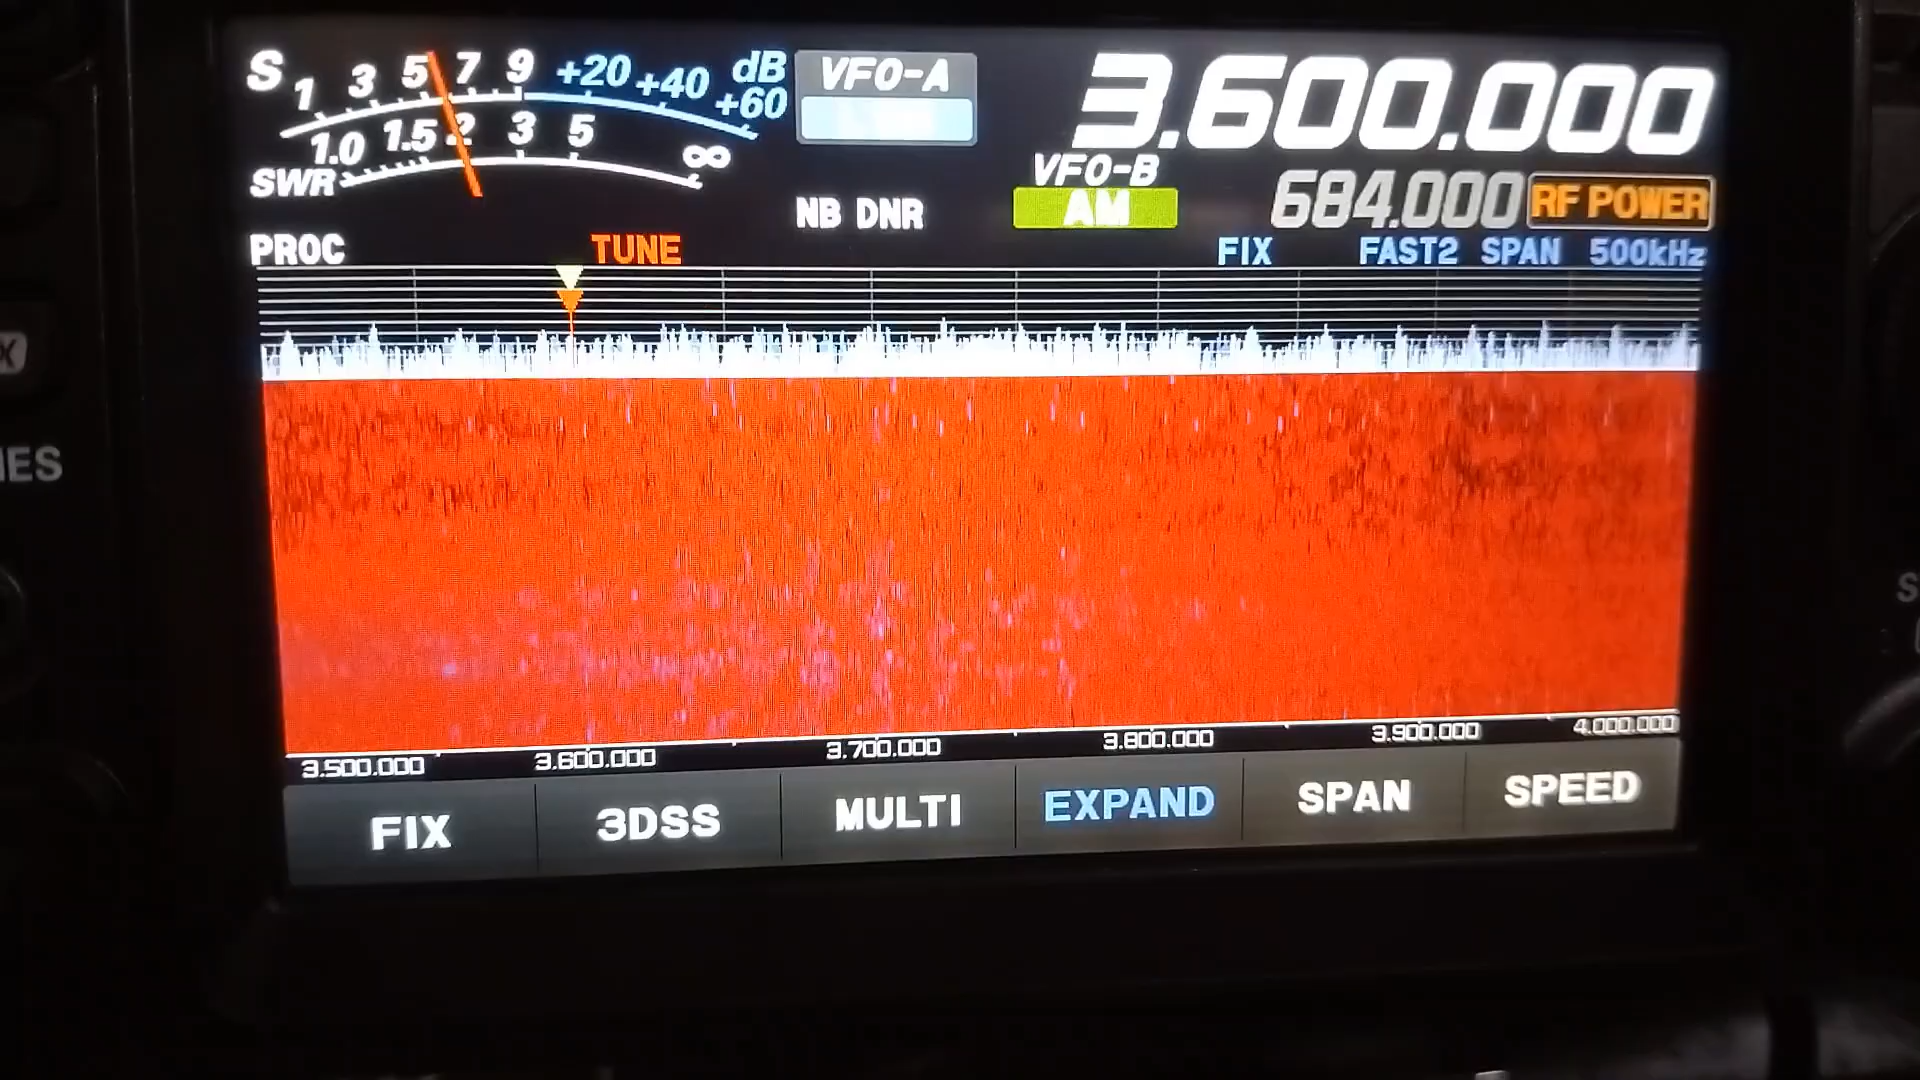 S 1 3 5 7 9 +20 +40 +60 dB
VFO-A
3.600.000
1.0 1.5 2 3 5 ∞
SWR
VFO-B
AM
684.000
RF POWER
NB DNR
PROC
TUNE
FIX FAST2 SPAN 500kHz
X
IES
S
3.500.000 3.600.000 3.700.000 3.800.000 3.900.000 4.000.000
FIX 3DSS MULTI EXPAND SPAN SPEED